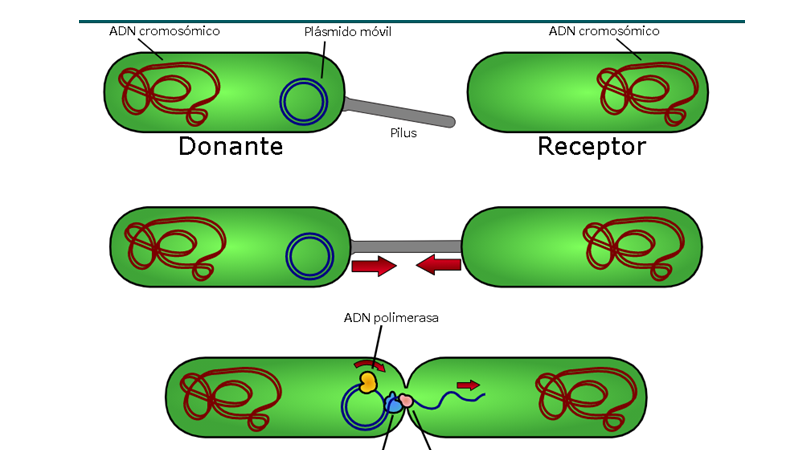 ADN cromosómico
Plásmido móvil
ADN cromosómico
Pilus
Donante
Receptor
ADN polimerasa